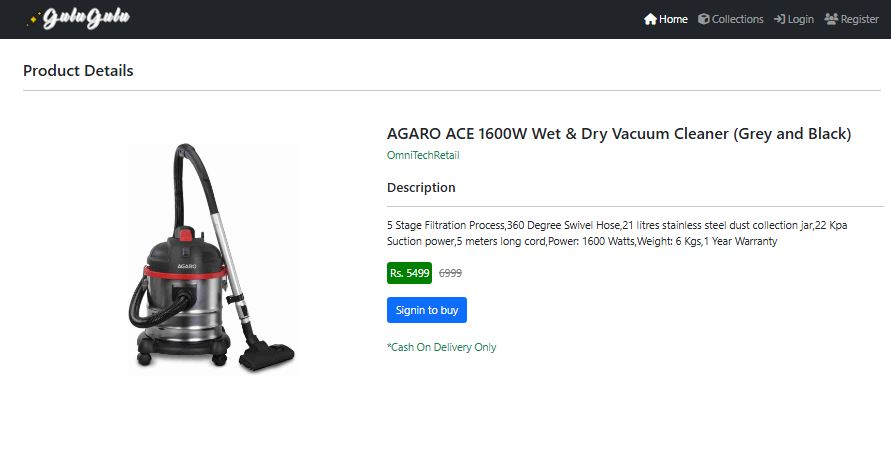 GuluGulu
Home Collections Login Register
Product Details
AGARO ACE 1600W Wet & Dry Vacuum Cleaner (Grey and Black)
OmniTechRetail
Description
5 Stage Filtration Process,360 Degree Swivel Hose,21 litres stainless steel dust collection jar,22 Kpa
Suction power,5 meters long cord,Power: 1600 Watts,Weight: 6 Kgs,1 Year Warranty
AGARO
Rs. 5499 6999
Signin to buy
*Cash On Delivery Only